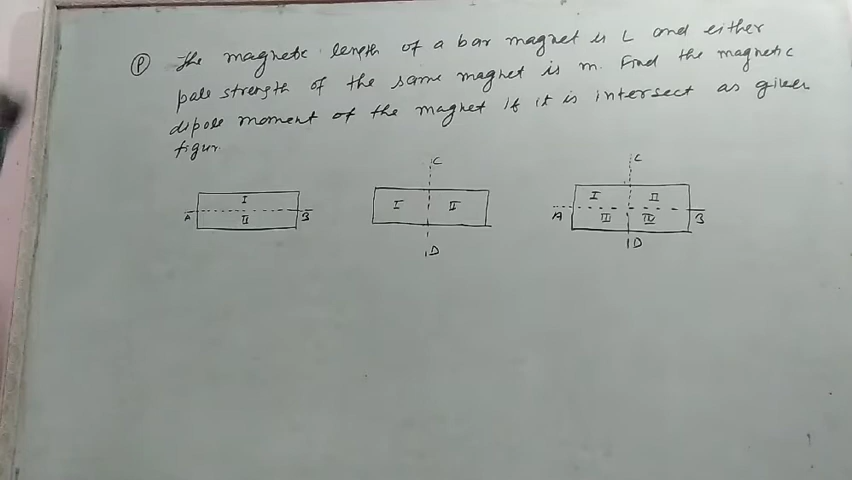 P The magnetic length of a bar magnet is L and either
pole strength of the same magnet is m. Find the magnetic
dipole moment of the magnet if it is intersect as given
figur.
A I II B
C I II D
C I II A III IV B D